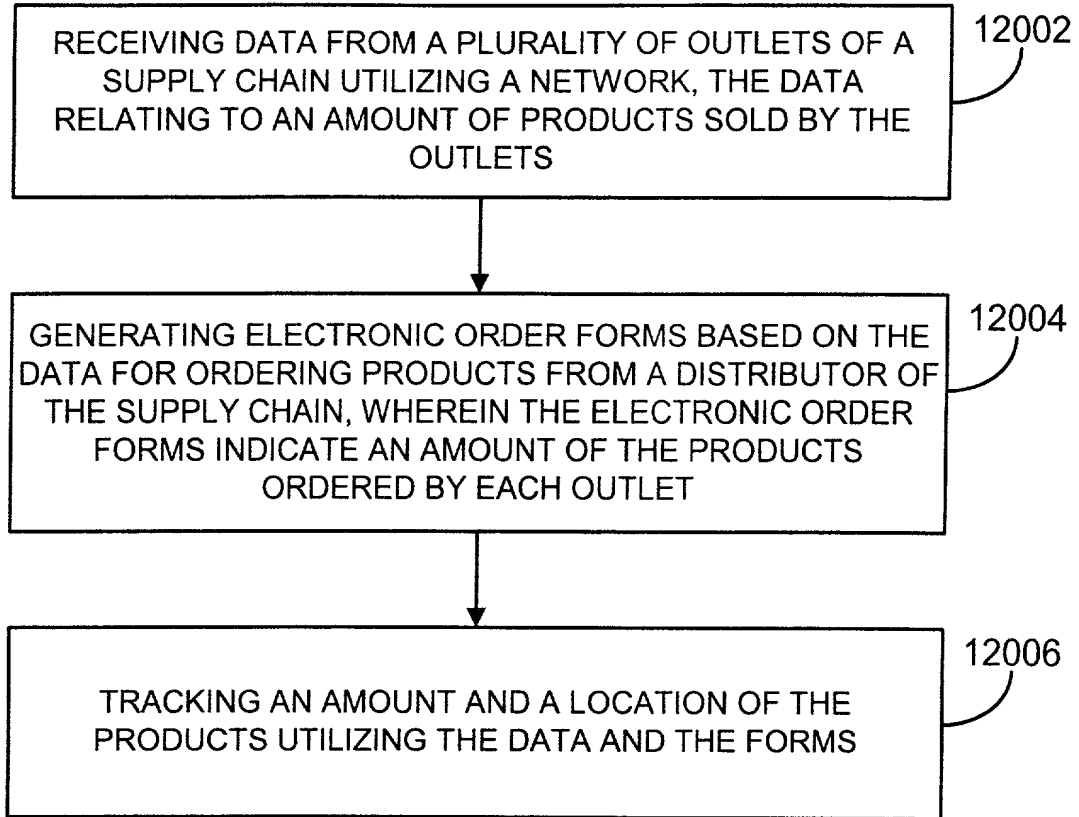 RECEIVING DATA FROM A PLURALITY OF OUTLETS OF A
SUPPLY CHAIN UTILIZING A NETWORK, THE DATA
RELATING TO AN AMOUNT OF PRODUCTS SOLD BY THE
OUTLETS
12002
GENERATING ELECTRONIC ORDER FORMS BASED ON THE
DATA FOR ORDERING PRODUCTS FROM A DISTRIBUTOR OF
THE SUPPLY CHAIN, WHEREIN THE ELECTRONIC ORDER
FORMS INDICATE AN AMOUNT OF THE PRODUCTS
ORDERED BY EACH OUTLET
12004
TRACKING AN AMOUNT AND A LOCATION OF THE
PRODUCTS UTILIZING THE DATA AND THE FORMS
12006